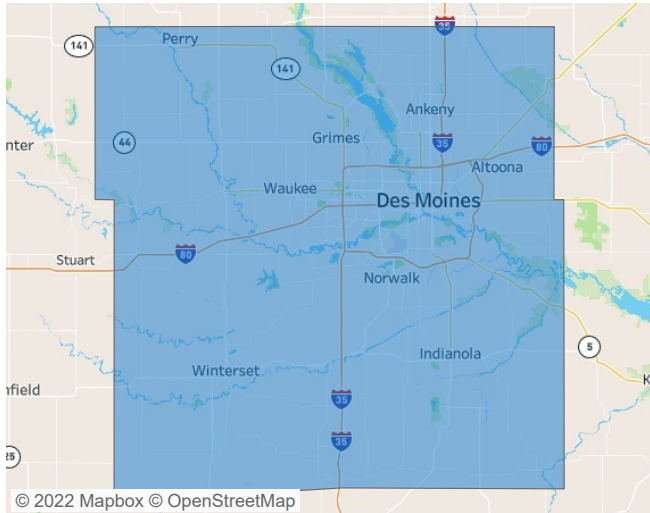 35
141
Perry
141
Ankeny
44
Grimes
35
80
nter
Altoona
Waukee
Des Moines
Stuart
80
Norwalk
5
Indianola
Winterset
K
nfield
35
35
25
© 2022 Mapbox © OpenStreetMap